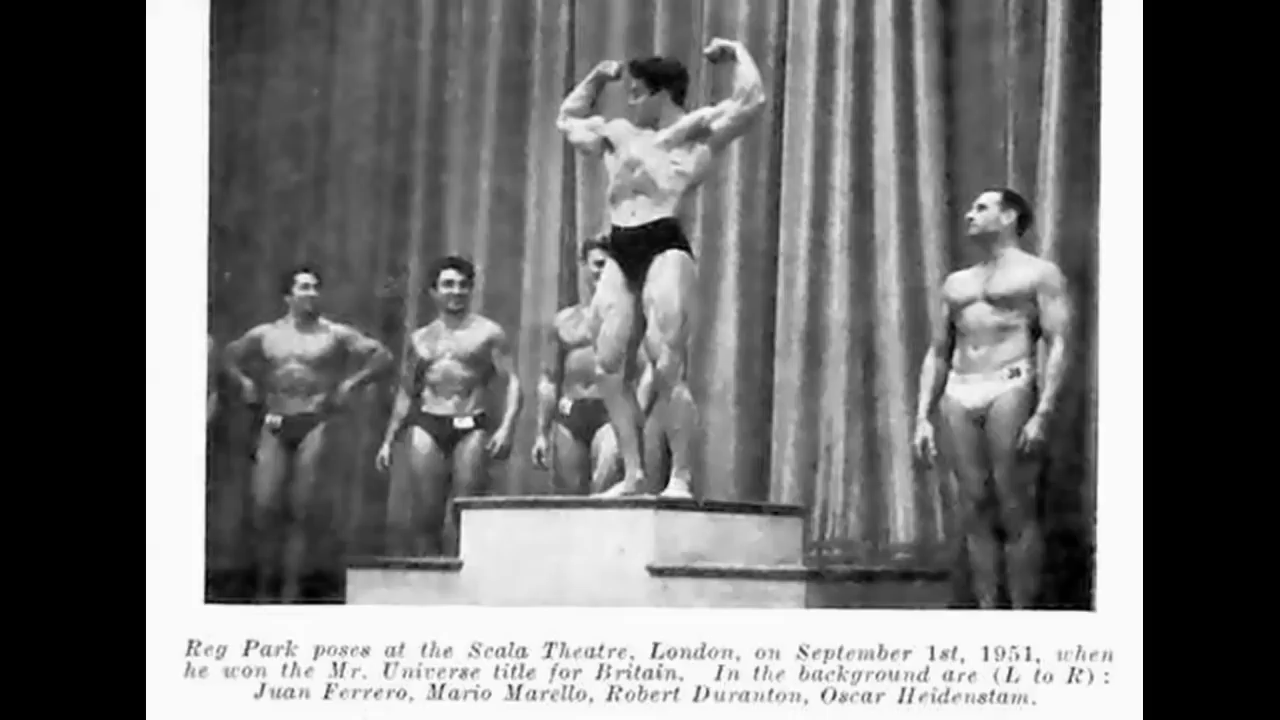 Reg Park poses at the Scala Theatre, London, on September 1st, 1951, when
he won the Mr. Universe title for Britain. In the background are (L to R):
Juan Ferrero, Mario Marello, Robert Duranton, Oscar Heidenstam.